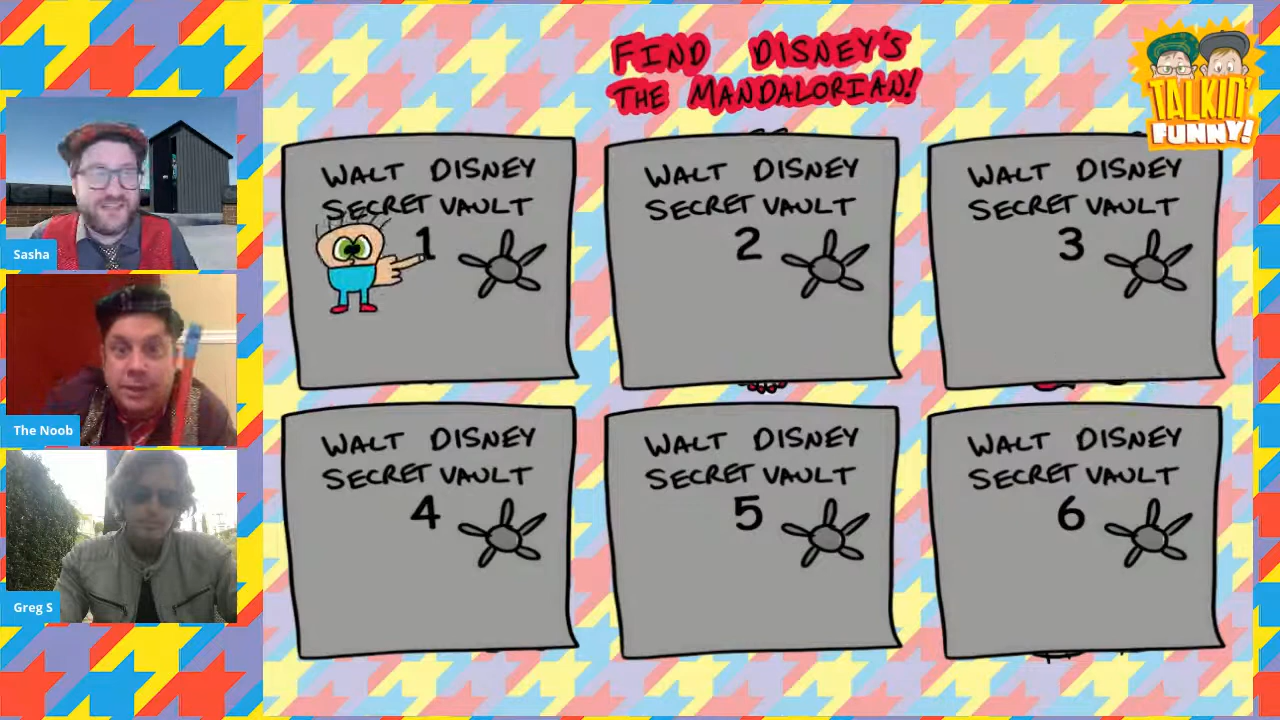 FIND DISNEY'S
THE MANDALORIAN!
TALKIN'
FUNNY!
WALT DISNEY
SECRET VAULT
1
WALT DISNEY
SECRET VAULT
2
WALT DISNEY
SECRET VAULT
3
Sasha
The Noob
WALT DISNEY
SECRET VAULT
4
WALT DISNEY
SECRET VAULT
5
WALT DISNEY
SECRET VAULT
6
Greg S